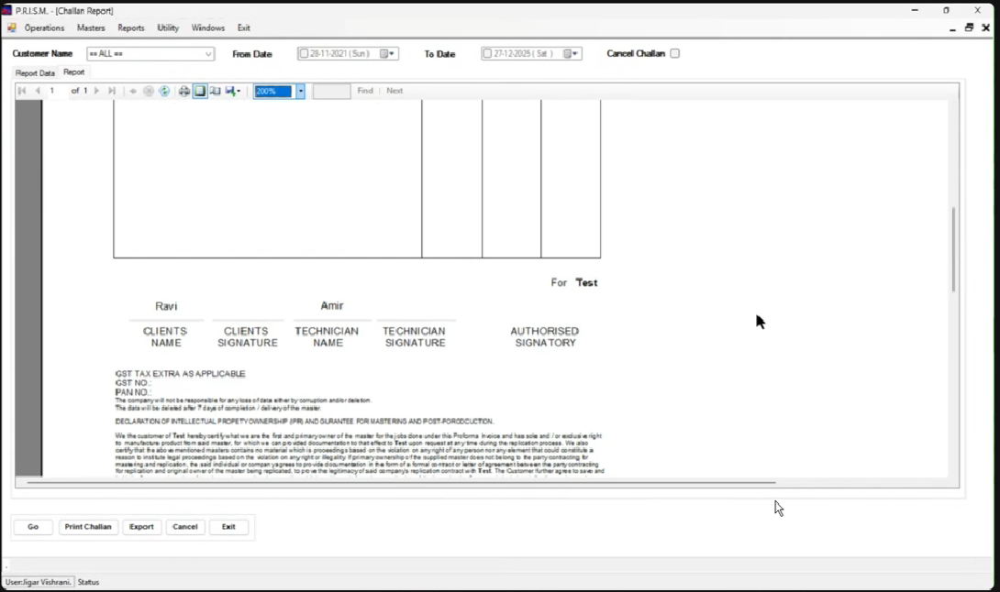 P.R.I.S.M. - [Challan Report]
Operations Masters Reports Utility Windows Exit
Customer Name == ALL == From Date 28-11-2021 ( Sun ) To Date 27-12-2025 ( Sat ) Cancel Challan
Report Data Report
1 of 1 200% Find Next
For Test
Ravi Amir
CLIENTS NAME CLIENTS SIGNATURE TECHNICIAN NAME TECHNICIAN SIGNATURE AUTHORISED SIGNATORY
GST TAX EXTRA AS APPLICABLE
GST NO.:
PAN NO.:
The company will not be responsible for any loss of data either by corruption and/or deletion.
The data will be deleted after 7 days of completion / delivery of the master.
DECLARATION OF INTELLECTUAL PROPETY OWNERSHIP (IPR) AND GURANTEE FOR MASTERING AND POST-PORODCUCTION.
We the customer of Test hereby certify what we are the first and primary owner of the master for the jobs done under this Proforma Invoice and has sole and / or exclusive right
to manufacture product from said master, for which we can provided documentation to that effect to Test upon request at any time during the replication process. We also
certify that the above mentioned masters contains no material which is proceedings based on the violation on any right of any person nor any element that could constitute a
reason to institute legal proceedings based on the violation on any right or illegality. If primary ownership of the supplied master does not belong to the party contracting for
mastering and replication, the said individual or company agrees to provide documentation in the form of a formal contract or letter of agreement between the party contracting
for replication and original owner of the master being replicated, to prove the legitimacy of said company's replication contract with Test. The Customer further agree to save and
Go Print Challan Export Cancel Exit
User:Jigar Vishrani. Status